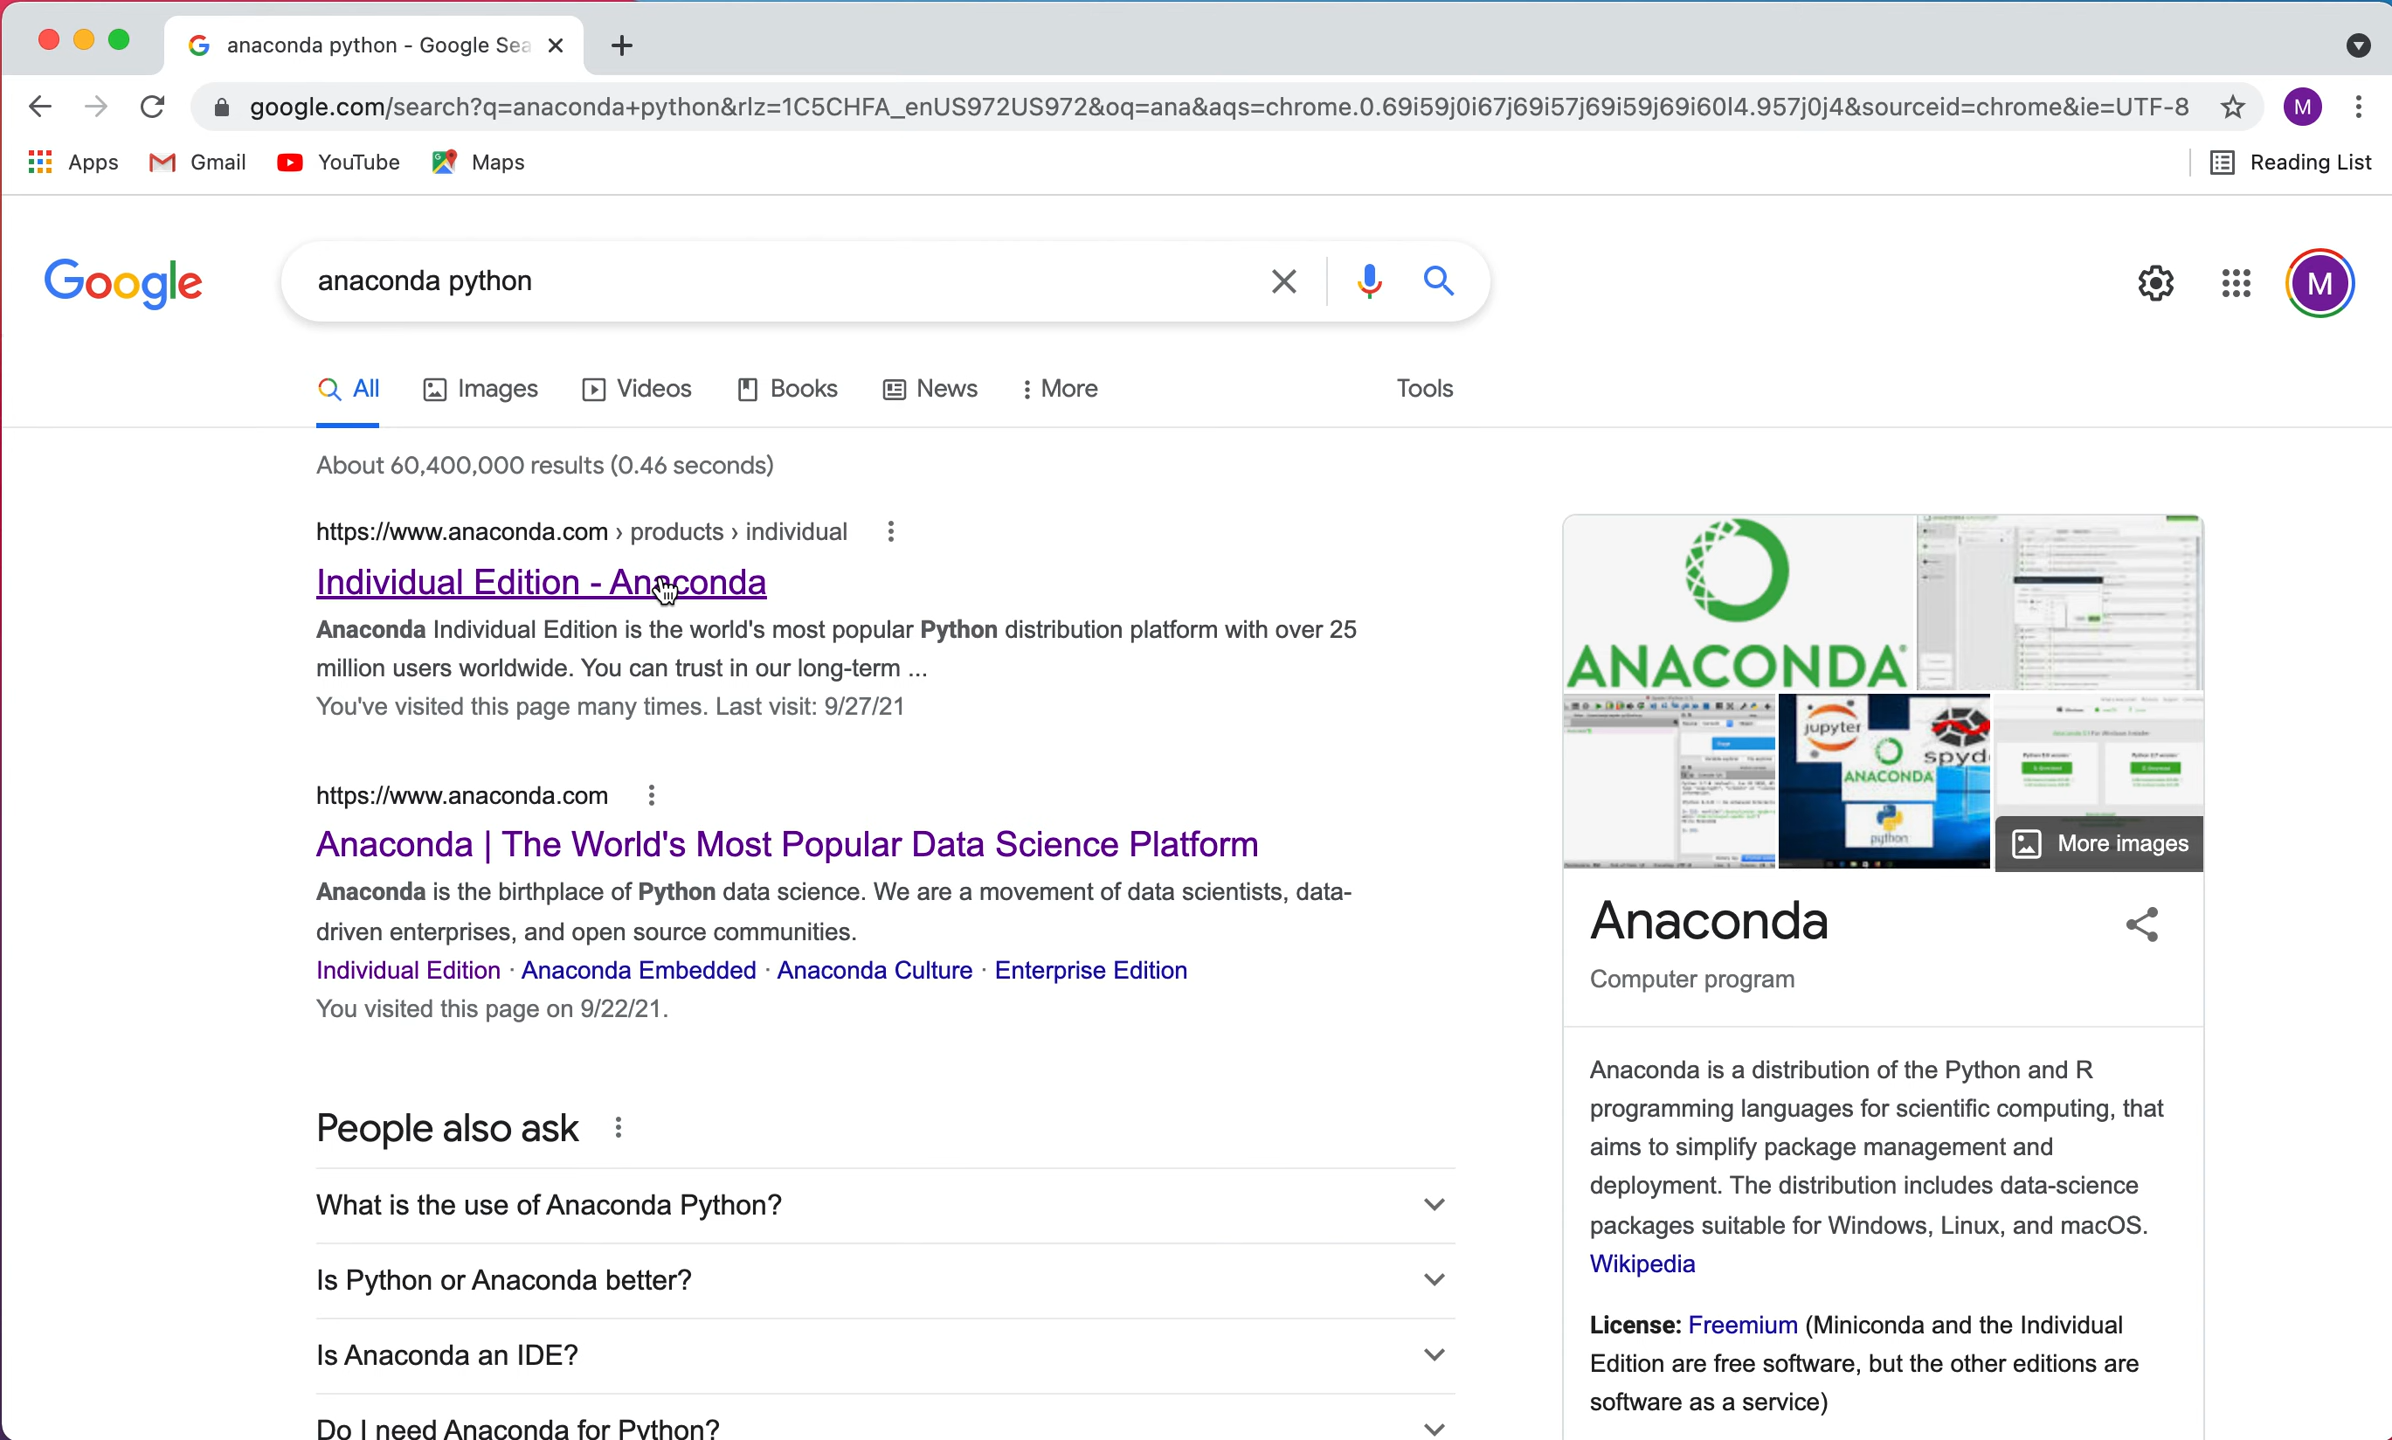 anaconda python - Google Sea
google.com/search?q=anaconda+python&rlz=1C5CHFA_enUS972US972&oq=ana&aqs=chrome.0.69i59j0i67j69i57j69i59j69i60l4.957j0j4&sourceid=chrome&ie=UTF-8
M
Apps Gmail YouTube Maps Reading List
Google
anaconda python
M
All Images Videos Books News More Tools
About 60,400,000 results (0.46 seconds)
https://www.anaconda.com › products › individual
Individual Edition - Anaconda
Anaconda Individual Edition is the world's most popular Python distribution platform with over 25
million users worldwide. You can trust in our long-term ...
You've visited this page many times. Last visit: 9/27/21
https://www.anaconda.com
Anaconda | The World's Most Popular Data Science Platform
Anaconda is the birthplace of Python data science. We are a movement of data scientists, data-
driven enterprises, and open source communities.
Individual Edition · Anaconda Embedded · Anaconda Culture · Enterprise Edition
You visited this page on 9/22/21.
People also ask
What is the use of Anaconda Python?
Is Python or Anaconda better?
Is Anaconda an IDE?
Do I need Anaconda for Python?
ANACONDA
jupyter
spyd
ANACONDA
python
More images
Anaconda
Computer program
Anaconda is a distribution of the Python and R
programming languages for scientific computing, that
aims to simplify package management and
deployment. The distribution includes data-science
packages suitable for Windows, Linux, and macOS.
Wikipedia
License: Freemium (Miniconda and the Individual
Edition are free software, but the other editions are
software as a service)